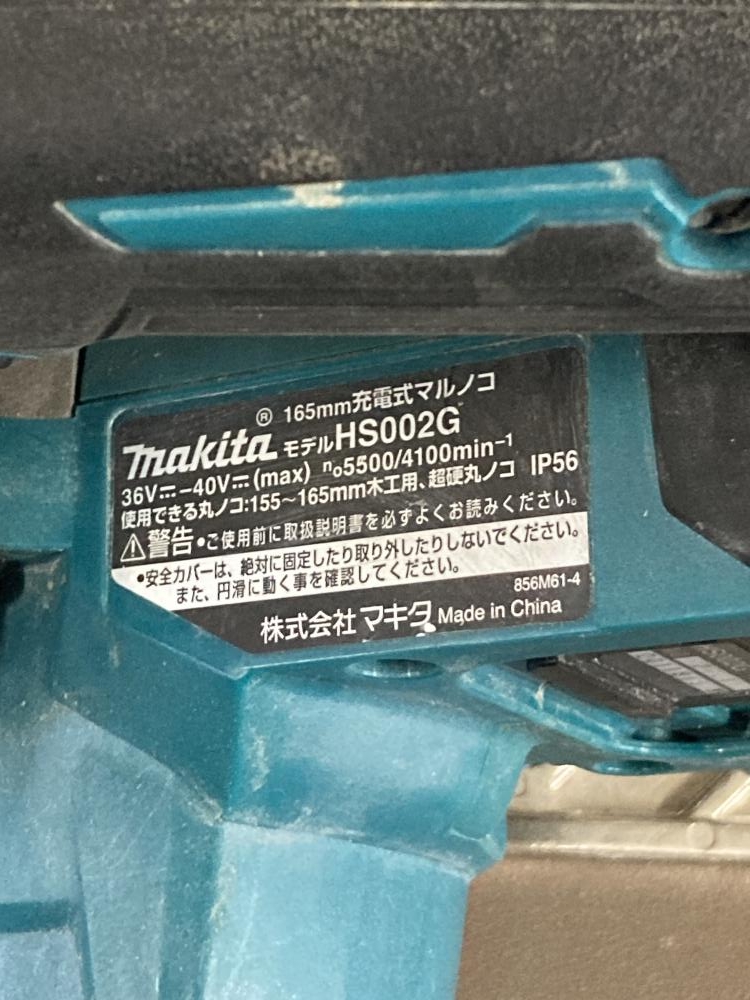 ® 165mm充電式マルノコ
makita モデルHS002G
36V⎓-40V⎓(max) n₀5500/4100min⁻¹
使用できる丸ノコ:155〜165mm木工用、超硬丸ノコ IP56
⚠警告•ご使用前に取扱説明書を必ずよくお読みください。
•安全カバーは、絶対に固定したり取り外したりしないでください。
また、円滑に動く事を確認してください。
856M61-4
株式会社マキタ Made in China